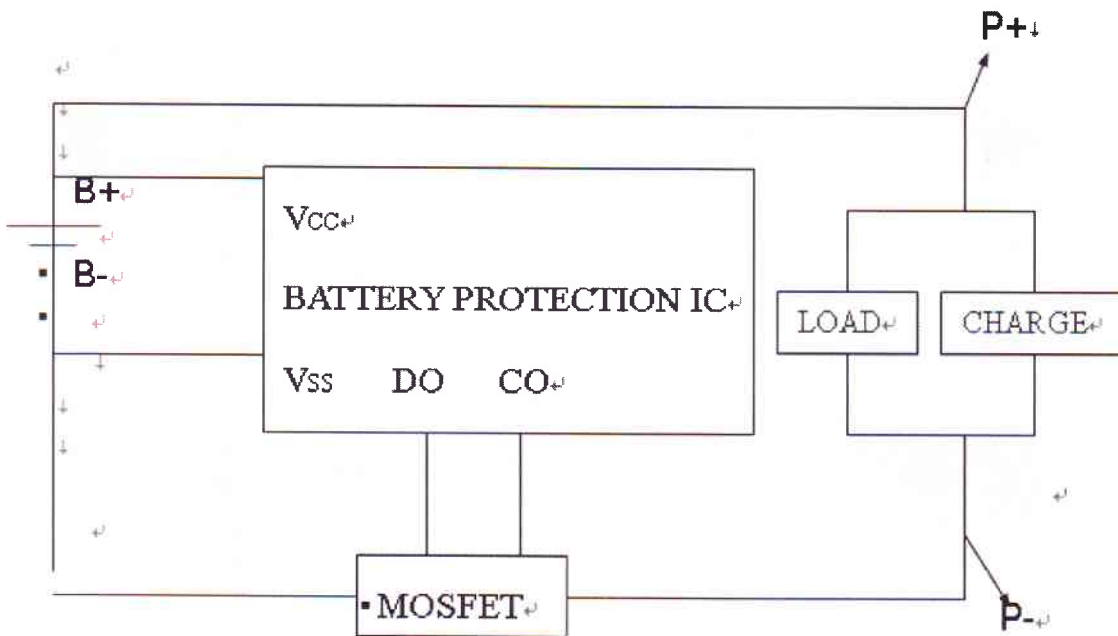 P+
B+
VCC
B-
BATTERY PROTECTION IC
LOAD
CHARGE
VSS DO CO
MOSFET
P-